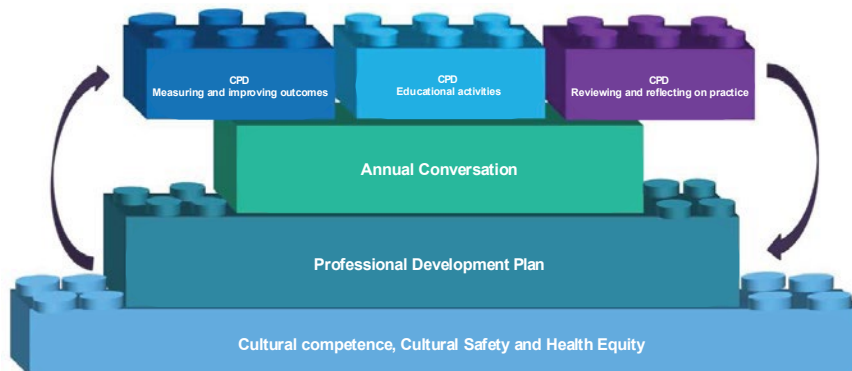 CPD
Measuring and improving outcomes
CPD
Educational activities
CPD
Reviewing and reflecting on practice
Annual Conversation
Professional Development Plan
Cultural competence, Cultural Safety and Health Equity